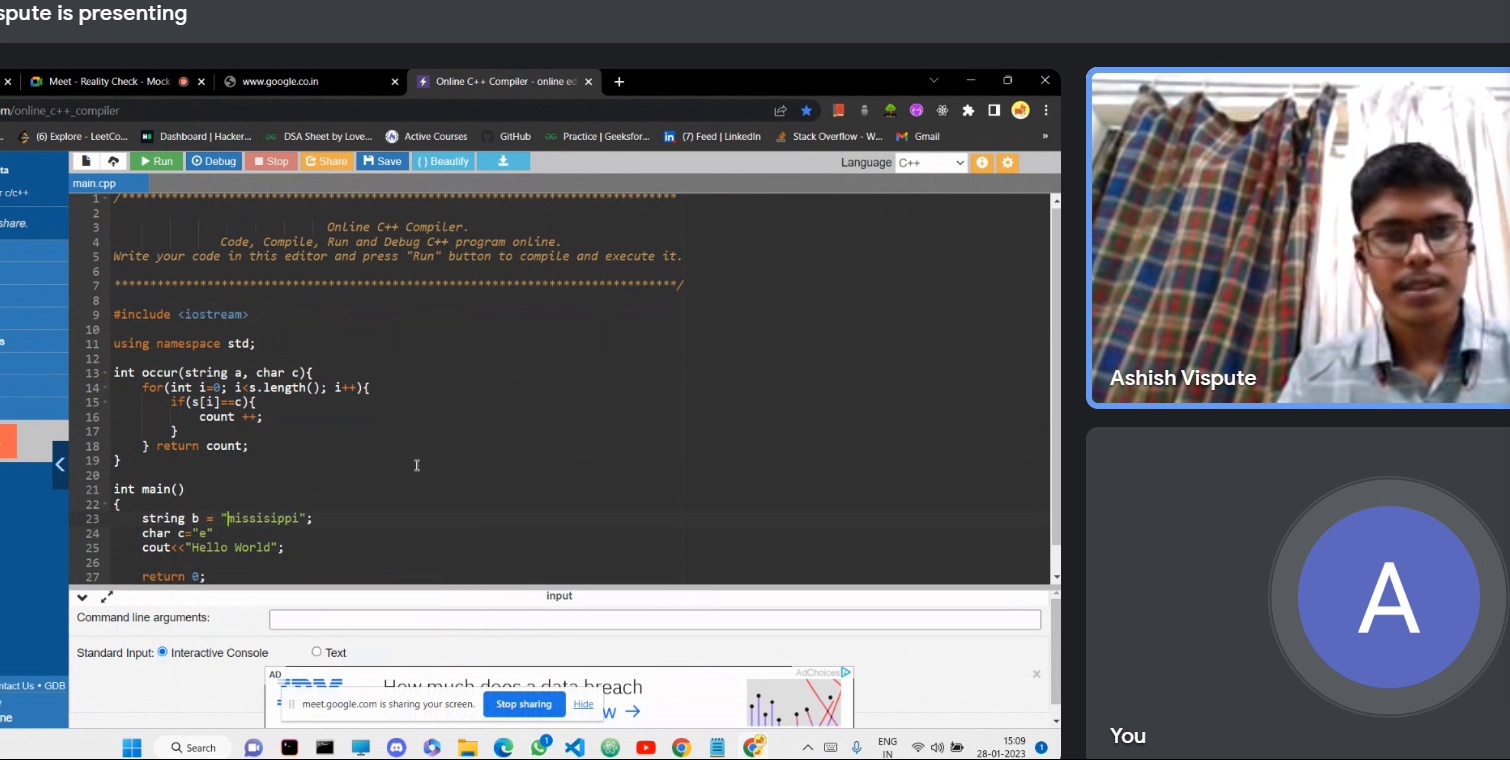 spute is presenting
Meet - Reality Check - Mock
www.google.co.in
Online C++ Compiler - online ed
m/online_c++_compiler
(6) Explore - LeetCo...
Dashboard | Hacker...
DSA Sheet by Love...
Active Courses
GitHub
Practice | Geeksfor...
(7) Feed | LinkedIn
Stack Overflow - W...
Gmail
»
ta
r c/c++
share.
s
Run
Debug
Stop
Share
Save
{ } Beautify
Language
C++
main.cpp
1 /******************************************************************************
2
3 Online C++ Compiler.
4 Code, Compile, Run and Debug C++ program online.
5 Write your code in this editor and press "Run" button to compile and execute it.
6
7 *******************************************************************************/
8
9 #include <iostream>
10
11 using namespace std;
12
13 int occur(string a, char c){
14 for(int i=0; i<s.length(); i++){
15 if(s[i]==c){
16 count ++;
17 }
18 } return count;
19 }
20
21 int main()
22 {
23 string b = "missisippi";
24 char c="e"
25 cout<<"Hello World";
26
27 return 0;
input
Command line arguments:
Standard Input:
Interactive Console
Text
AD
AdChoices
How much does a data breach
meet.google.com is sharing your screen.
Stop sharing
Hide
w →
ntact Us • GDB
ne
Search
1
ENG
IN
15:09
28-01-2023
1
Ashish Vispute
A
You